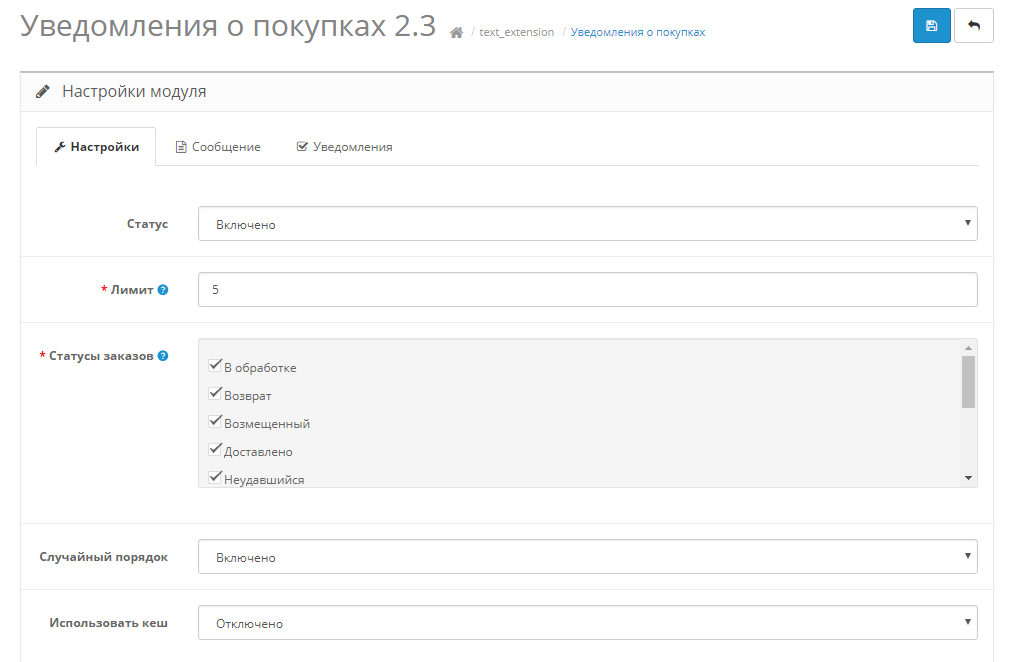 Уведомления о покупках 2.3 / text_extension / Уведомления о покупках
Настройки модуля
Настройки Сообщение Уведомления
Статус Включено
* Лимит ? 5
* Статусы заказов ?
В обработке
Возврат
Возмещенный
Доставлено
Неудавшийся
Случайный порядок Включено
Использовать кеш Отключено